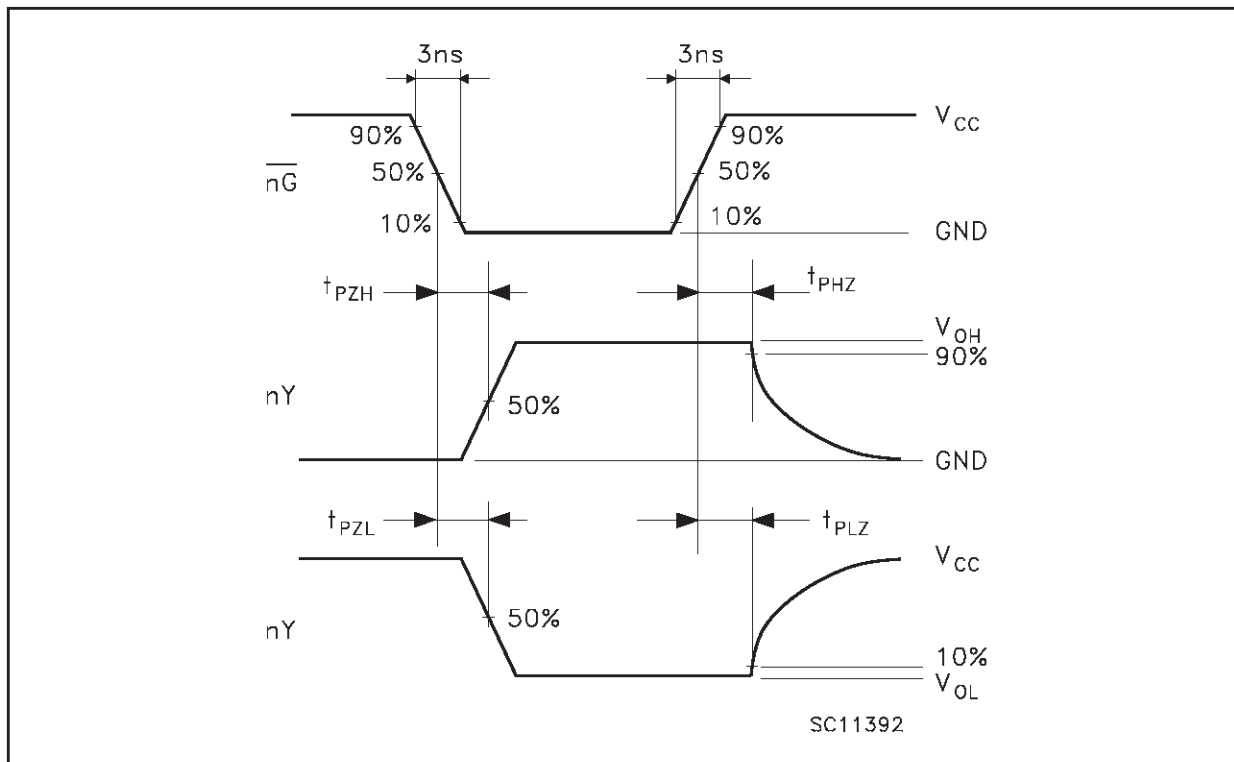 3ns 3ns
V_CC
90% 90%
n̅G̅ 50% 50%
10% 10%
GND
t_PZH t_PHZ
V_OH
90%
nY 50%
GND
t_PZL t_PLZ
V_CC
50%
nY
10%
V_OL
SC11392